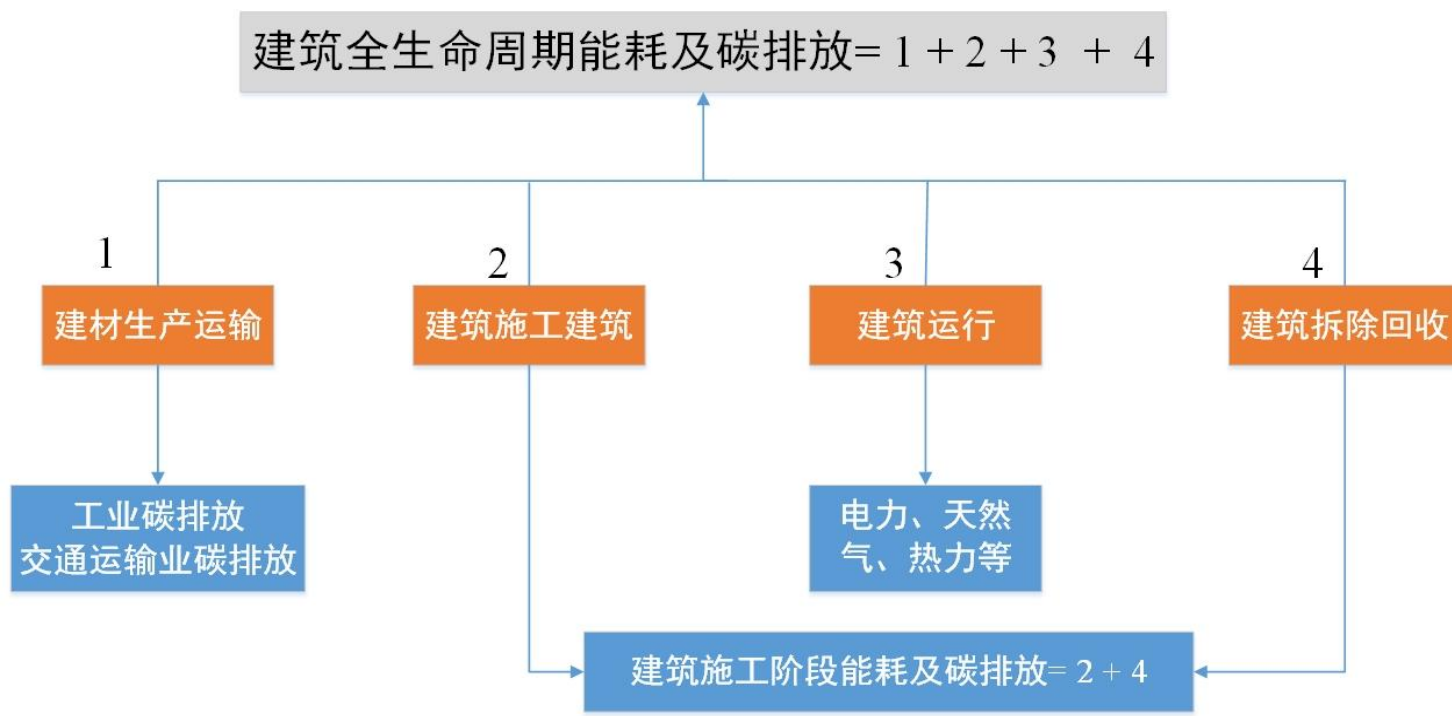 建筑全生命周期能耗及碳排放= 1 + 2 + 3 + 4
1
2
3
4
建材生产运输
建筑施工建筑
建筑运行
建筑拆除回收
工业碳排放
交通运输业碳排放
电力、天然
气、热力等
建筑施工阶段能耗及碳排放= 2 + 4